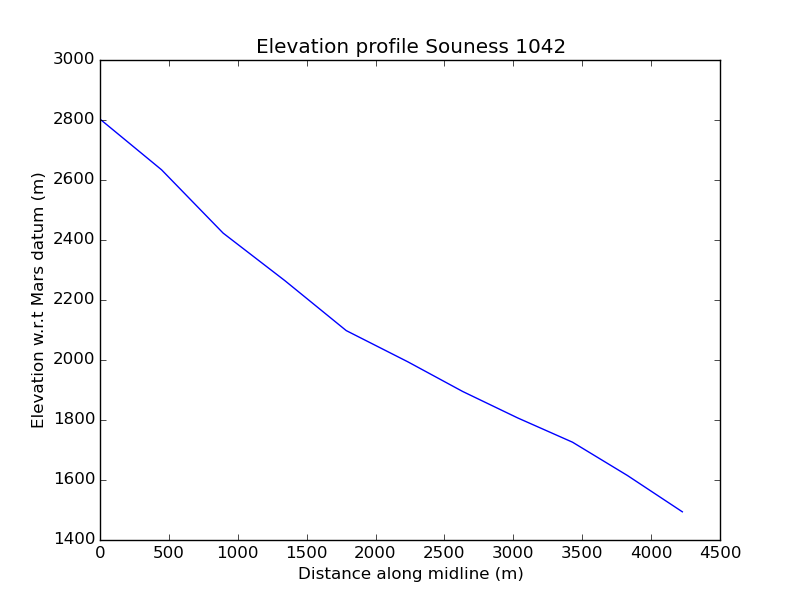 Elevation profile Souness 1042
3000
2800
2600
2400
2200
2000
1800
1600
1400
Elevation w.r.t Mars datum (m)
0 500 1000 1500 2000 2500 3000 3500 4000 4500
Distance along midline (m)